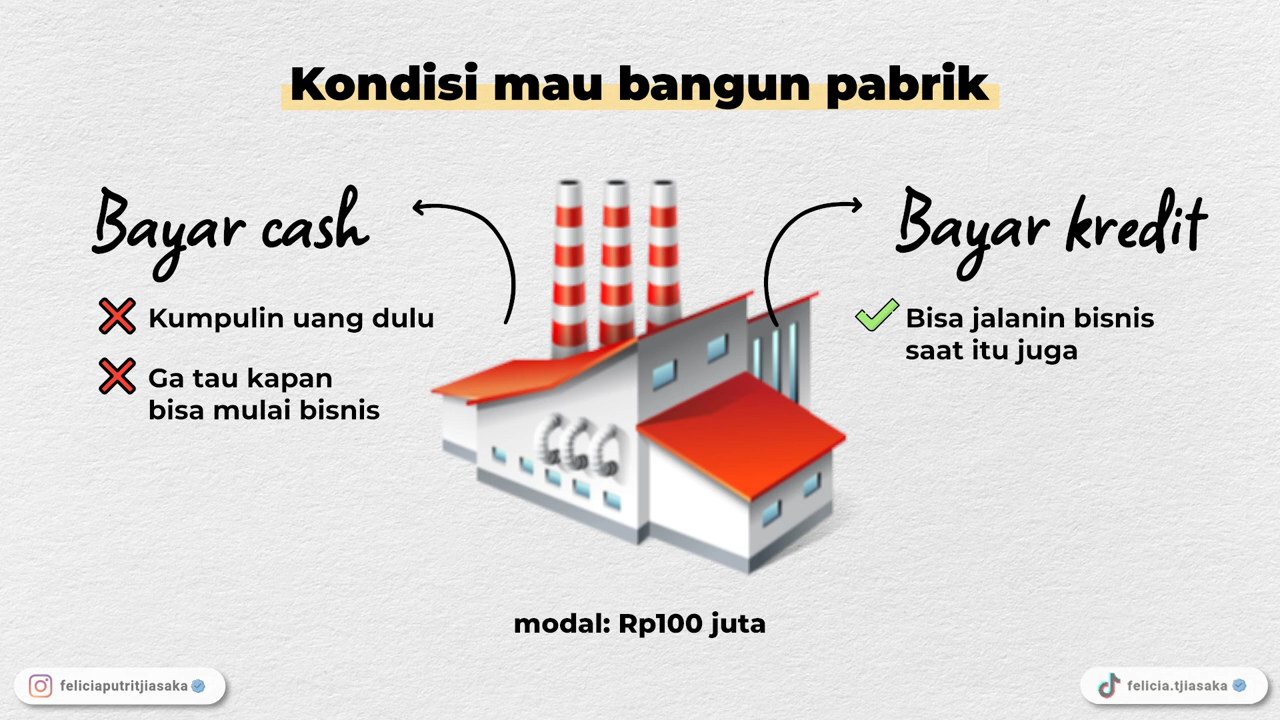 Kondisi mau bangun pabrik
Bayar cash
Kumpulin uang dulu
Ga tau kapan
bisa mulai bisnis
Bayar kredit
Bisa jalanin bisnis
saat itu juga
modal: Rp100 juta
feliciaputritjiasaka
felicia.tjiasaka